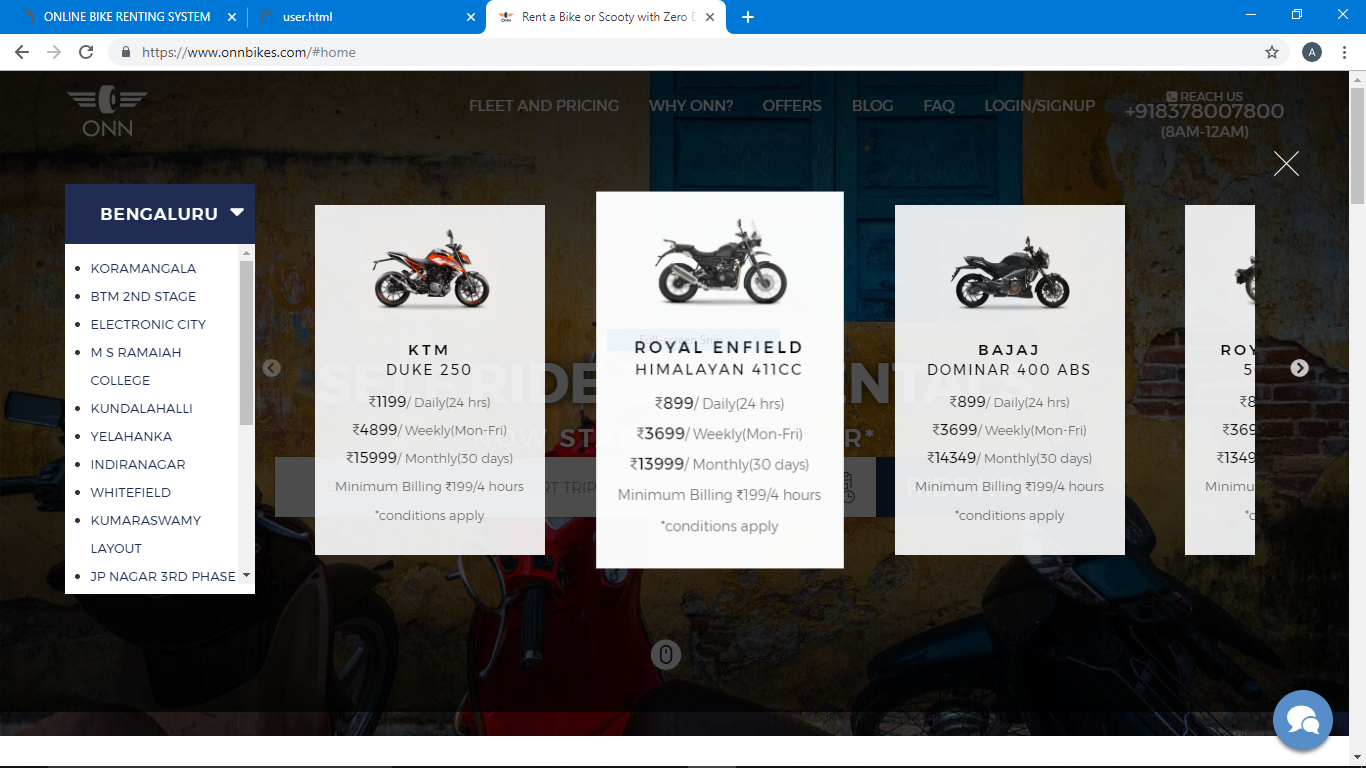 ONLINE BIKE RENTING SYSTEM
user.html
Rent a Bike or Scooty with Zero D
https://www.onnbikes.com/#home
A
ONN
FLEET AND PRICING
WHY ONN?
OFFERS
BLOG
FAQ
LOGIN/SIGNUP
REACH US
+918378007800
(8AM-12AM)
BENGALURU
KORAMANGALA
BTM 2ND STAGE
ELECTRONIC CITY
M S RAMAIAH
COLLEGE
KUNDALAHALLI
YELAHANKA
INDIRANAGAR
WHITEFIELD
KUMARASWAMY
LAYOUT
JP NAGAR 3RD PHASE
KTM
DUKE 250
₹1199/ Daily(24 hrs)
₹4899/ Weekly(Mon-Fri)
₹15999/ Monthly(30 days)
Minimum Billing ₹199/4 hours
*conditions apply
ROYAL ENFIELD
HIMALAYAN 411CC
₹899/ Daily(24 hrs)
₹3699/ Weekly(Mon-Fri)
₹13999/ Monthly(30 days)
Minimum Billing ₹199/4 hours
*conditions apply
BAJAJ
DOMINAR 400 ABS
₹899/ Daily(24 hrs)
₹3699/ Weekly(Mon-Fri)
₹14349/ Monthly(30 days)
Minimum Billing ₹199/4 hours
*conditions apply
ROY
5
₹8
₹369
₹1349
Minimu
*c